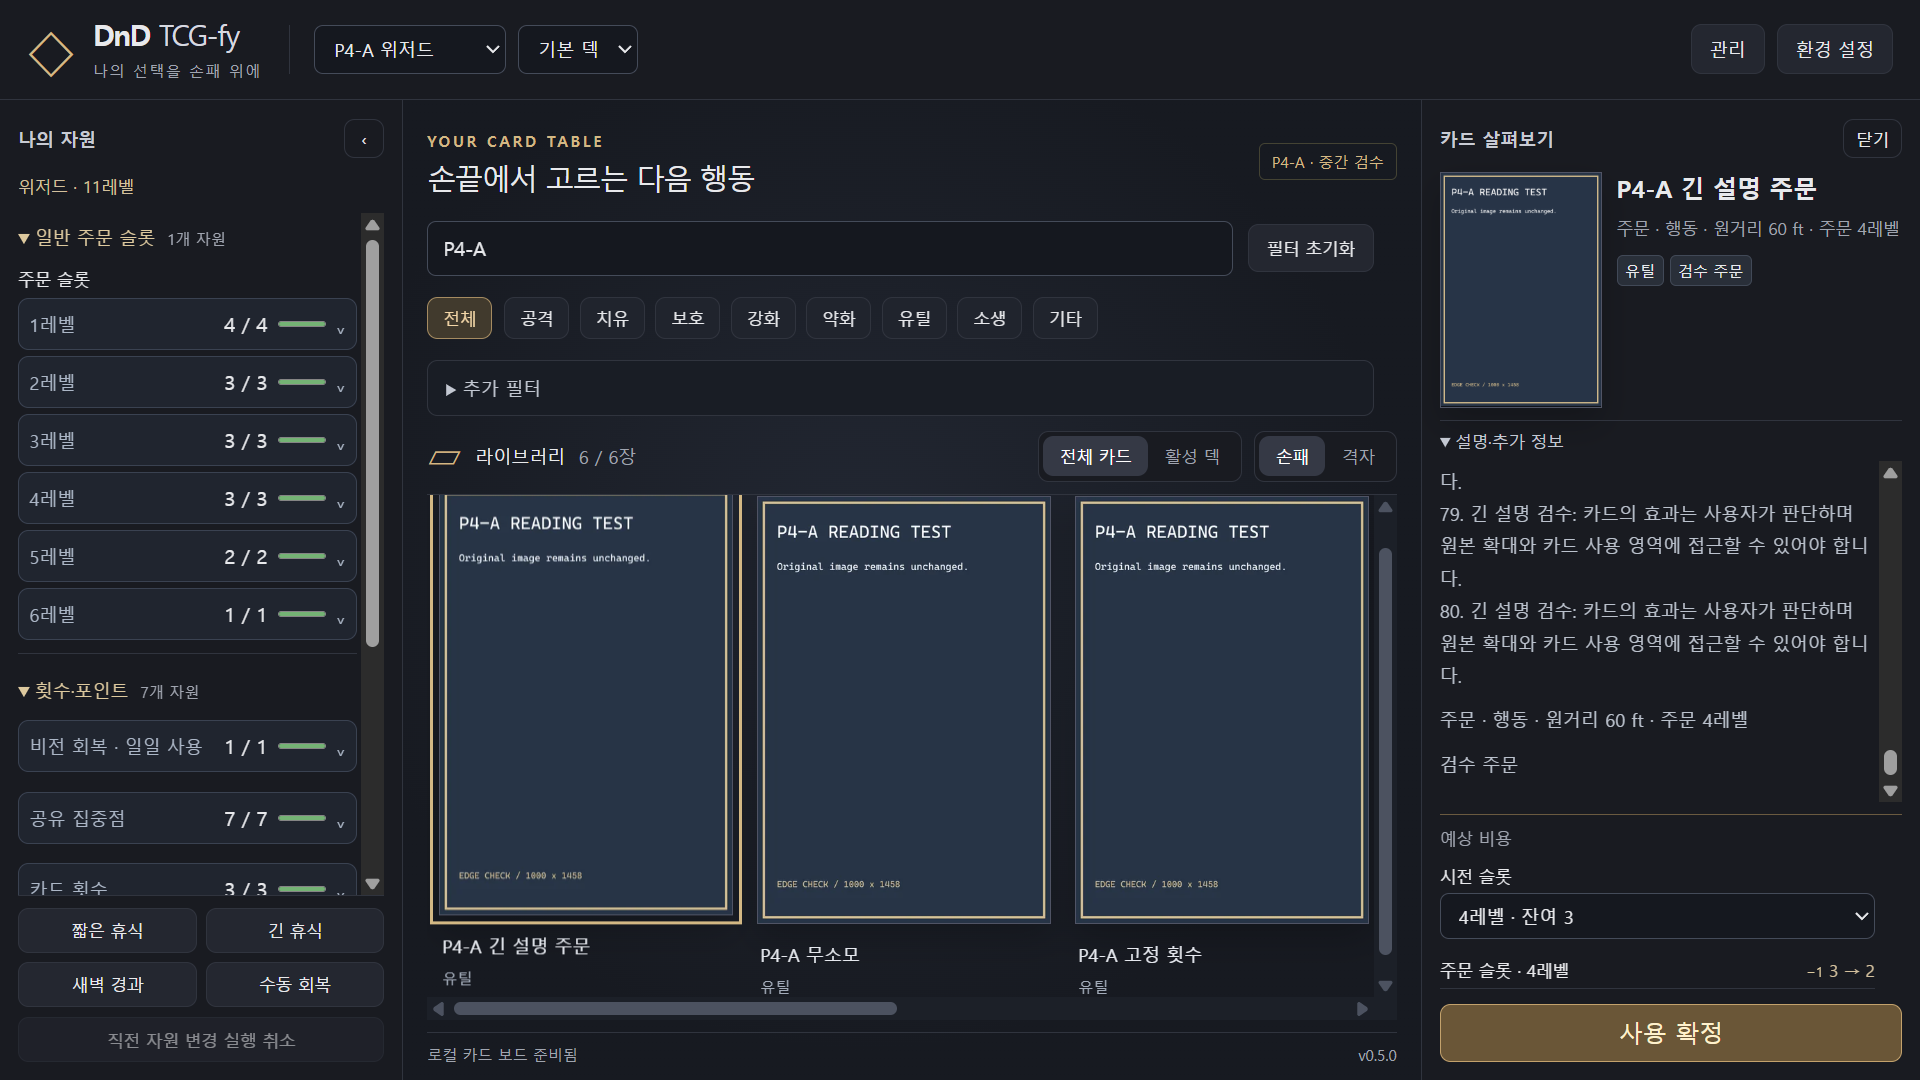 DnD TCG-fy
나의 선택을 손패 위에
P4-A 위저드
기본 덱
관리
환경 설정
나의 자원
위저드 · 11레벨
일반 주문 슬롯 1개 자원
주문 슬롯
1레벨 4 / 4
2레벨 3 / 3
3레벨 3 / 3
4레벨 3 / 3
5레벨 2 / 2
6레벨 1 / 1
횟수·포인트 7개 자원
비전 회복 · 일일 사용 1 / 1
공유 집중점 7 / 7
카드 횟수 3 / 3
짧은 휴식
긴 휴식
새벽 경과
수동 회복
직전 자원 변경 실행 취소
YOUR CARD TABLE
손끝에서 고르는 다음 행동
P4-A · 중간 검수
P4-A
필터 초기화
전체
공격
치유
보호
강화
약화
유틸
소생
기타
추가 필터
라이브러리 6 / 6장
전체 카드
활성 덱
손패
격자
P4-A READING TEST
Original image remains unchanged.
EDGE CHECK / 1000 x 1458
P4-A 긴 설명 주문
유틸
P4-A READING TEST
Original image remains unchanged.
EDGE CHECK / 1000 x 1458
P4-A 무소모
유틸
P4-A READING TEST
Original image remains unchanged.
EDGE CHECK / 1000 x 1458
P4-A 고정 횟수
유틸
로컬 카드 보드 준비됨
v0.5.0
카드 살펴보기
닫기
P4-A READING TEST
Original image remains unchanged.
EDGE CHECK / 1000 x 1458
P4-A 긴 설명 주문
주문 · 행동 · 원거리 60 ft · 주문 4레벨
유틸
검수 주문
설명·추가 정보
다.
79. 긴 설명 검수: 카드의 효과는 사용자가 판단하며
원본 확대와 카드 사용 영역에 접근할 수 있어야 합니
다.
80. 긴 설명 검수: 카드의 효과는 사용자가 판단하며
원본 확대와 카드 사용 영역에 접근할 수 있어야 합니
다.
주문 · 행동 · 원거리 60 ft · 주문 4레벨
검수 주문
예상 비용
시전 슬롯
4레벨 · 잔여 3
주문 슬롯 · 4레벨 −1 3 → 2
사용 확정